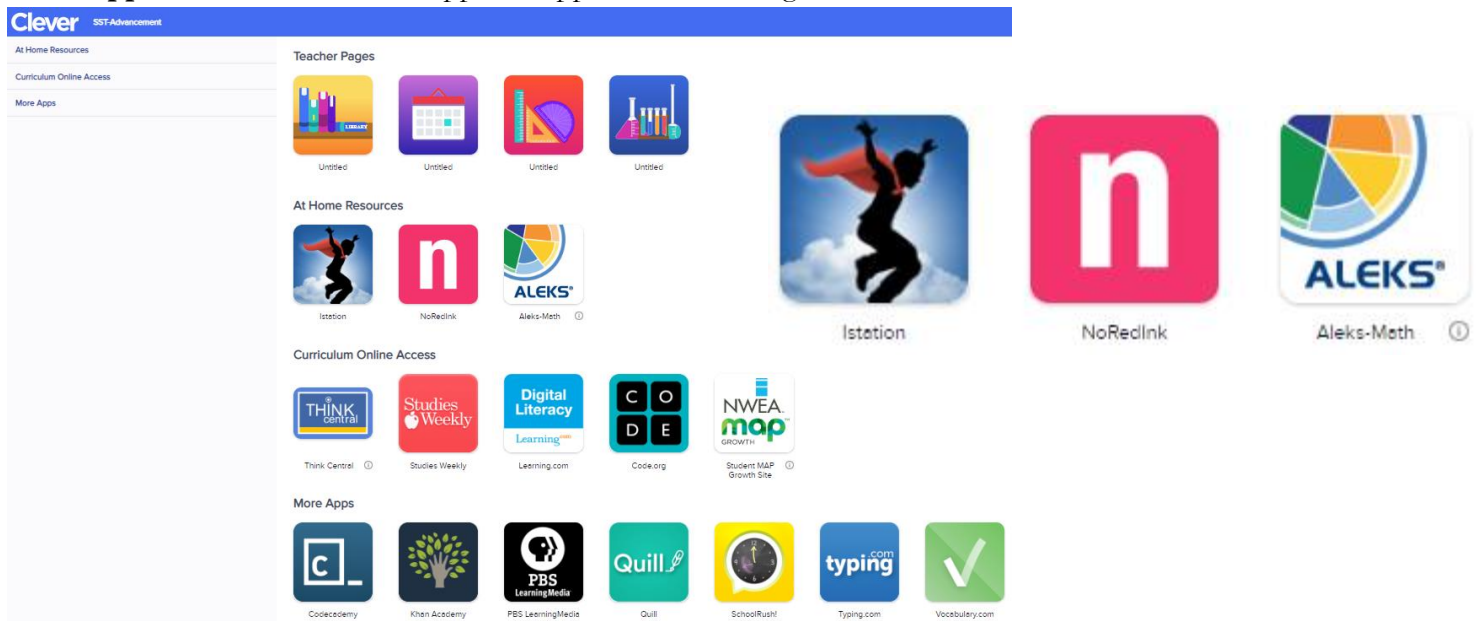 Clever SST-Advancement
At Home Resources
Curriculum Online Access
More Apps
Teacher Pages
LIBRARY
Untitled Untitled Untitled Untitled
At Home Resources
n ALEKS®
Istation NoRedInk Aleks-Math
Curriculum Online Access
THiNK central
Studies Weekly
Digital Literacy
Learning.com
CODE
NWEA
map
GROWTH
Think Central Studies Weekly Learning.com Code.org Student MAP
Growth Site
More Apps
C_
PBS
LearningMedia
Quill
typing.com
Codecademy Khan Academy PBS LearningMedia Quill SchoolRush! Typing.com Vocabulary.com
n ALEKS®
Istation NoRedInk Aleks-Math